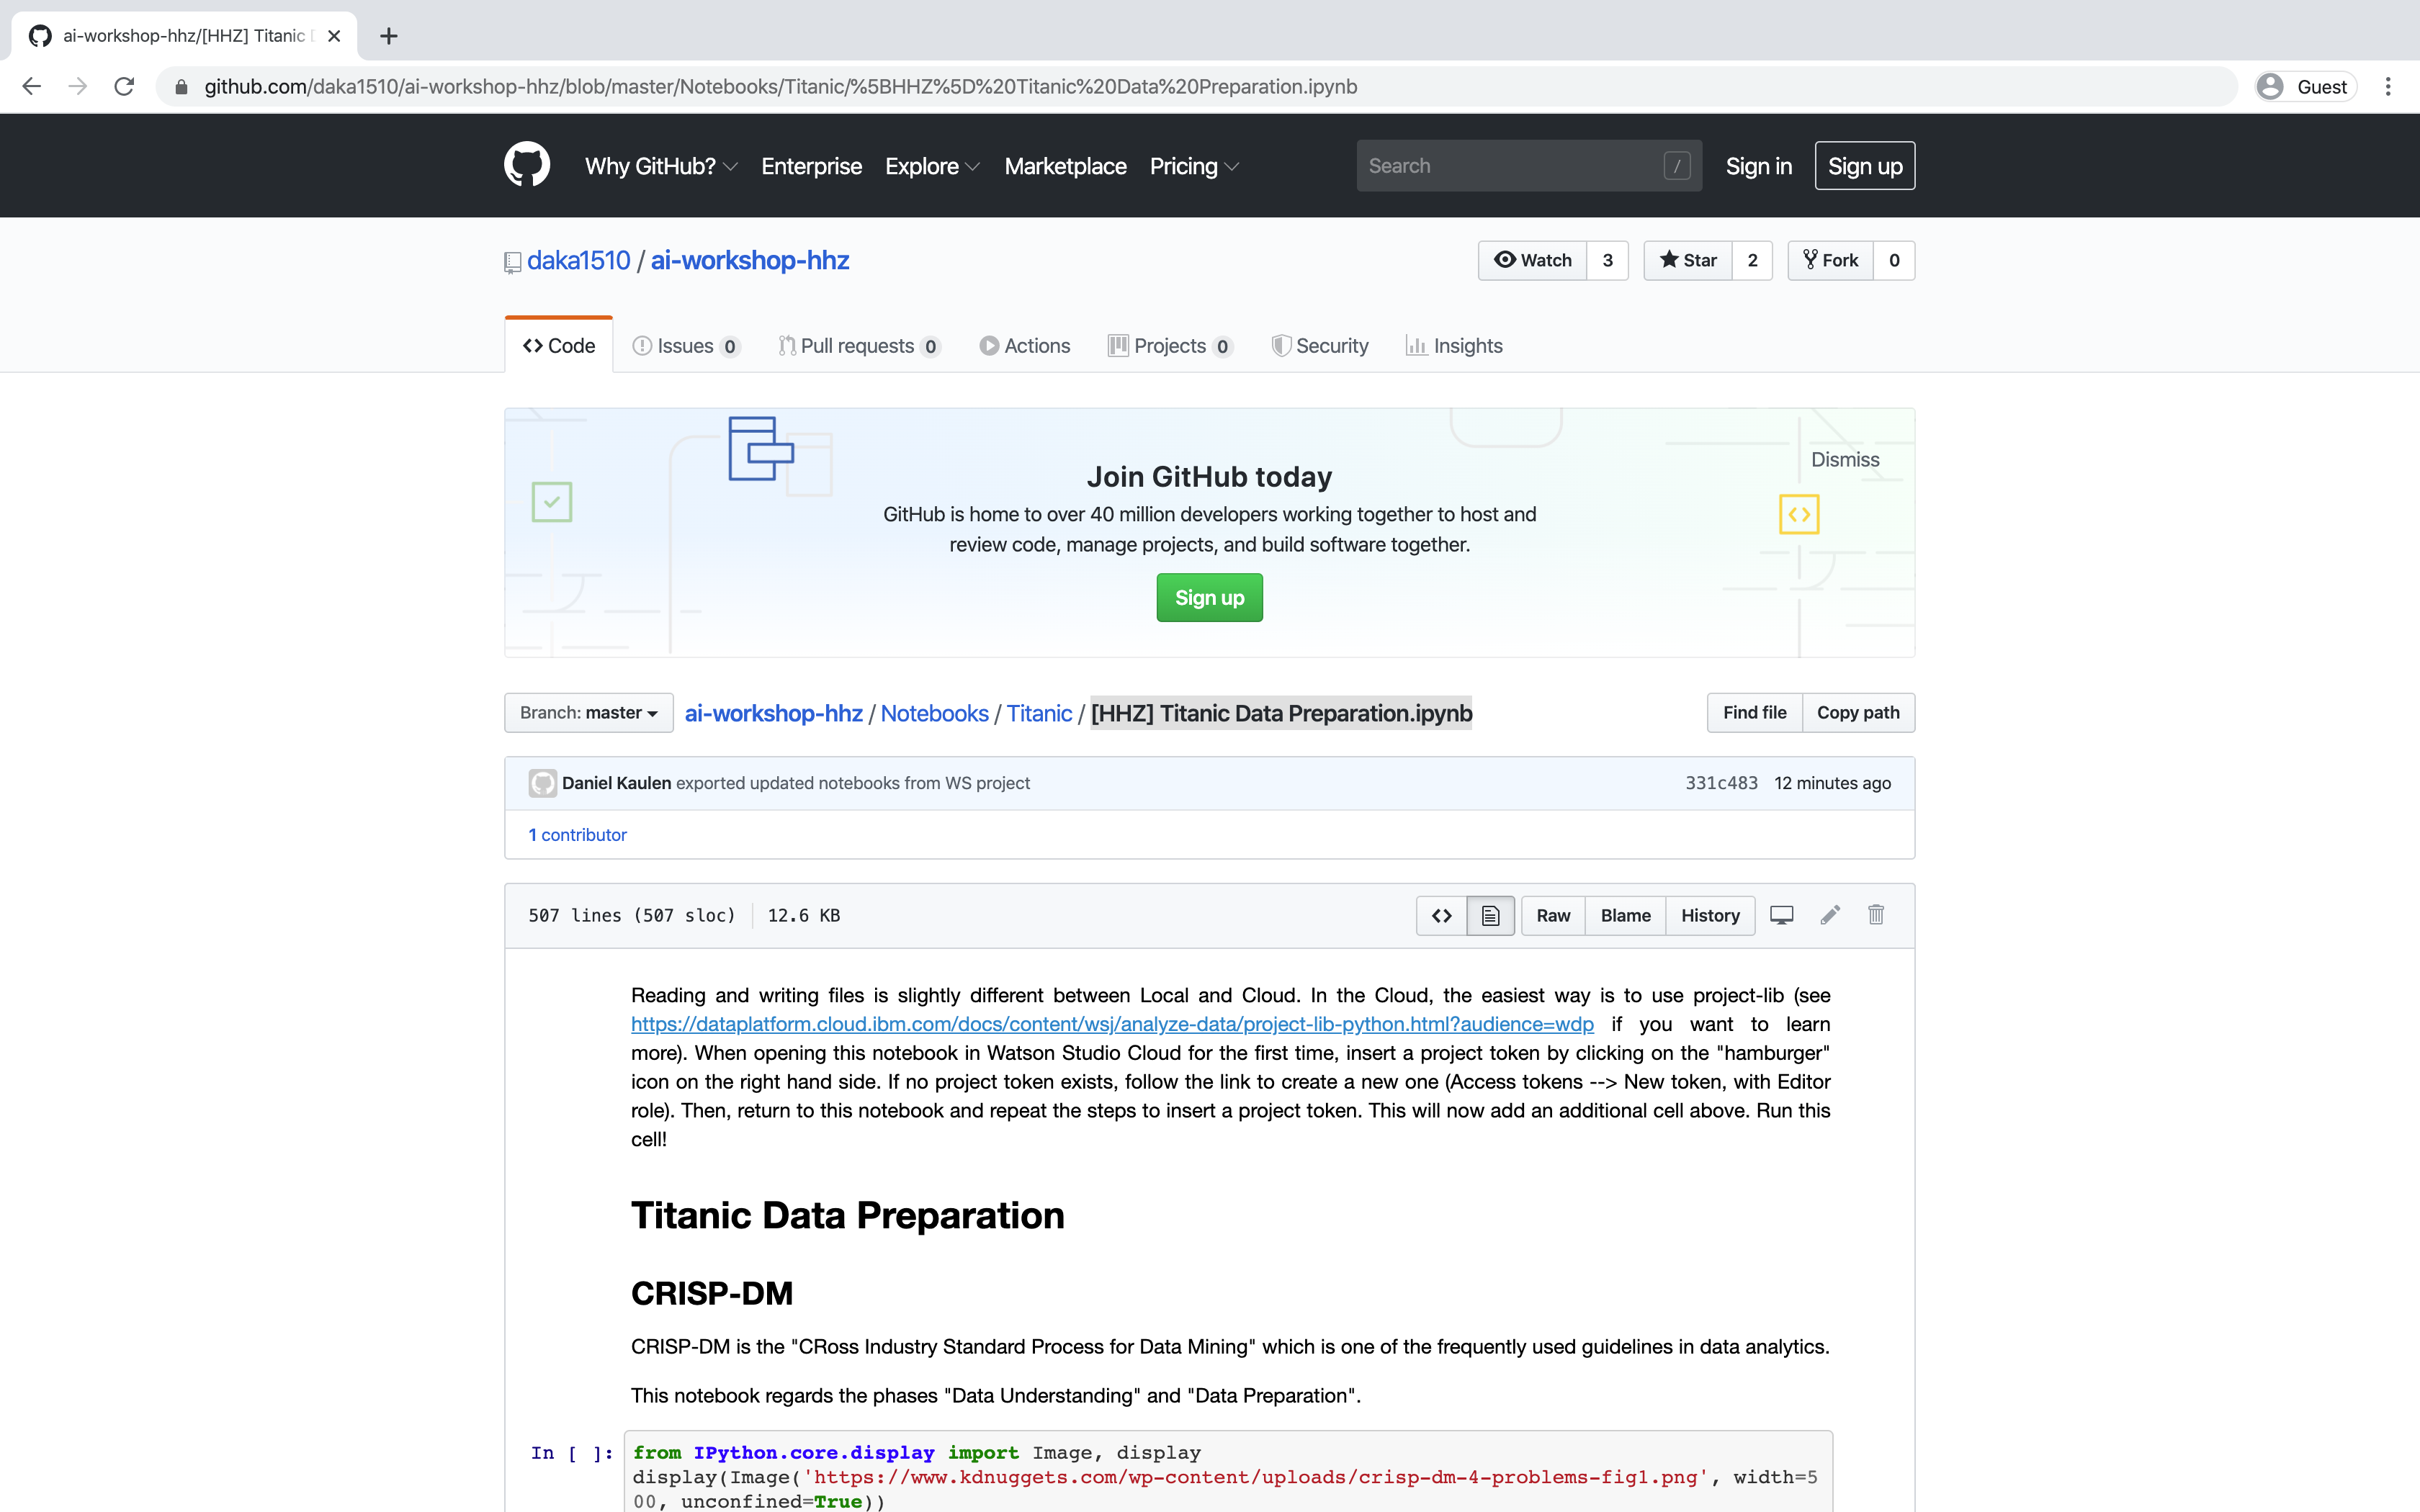 ai-workshop-hhz/[HHZ] Titanic
github.com/daka1510/ai-workshop-hhz/blob/master/Notebooks/Titanic/%5BHHZ%5D%20Titanic%20Data%20Preparation.ipynb
Guest
Why GitHub? Enterprise Explore Marketplace Pricing
Search /
Sign in Sign up
daka1510 / ai-workshop-hhz
Watch 3 Star 2 Fork 0
Code Issues 0 Pull requests 0 Actions Projects 0 Security Insights
Join GitHub today
Dismiss
GitHub is home to over 40 million developers working together to host and
review code, manage projects, and build software together.
Sign up
Branch: master ai-workshop-hhz / Notebooks / Titanic / [HHZ] Titanic Data Preparation.ipynb Find file Copy path
Daniel Kaulen exported updated notebooks from WS project 331c483 12 minutes ago
1 contributor
507 lines (507 sloc) 12.6 KB Raw Blame History
Reading and writing files is slightly different between Local and Cloud. In the Cloud, the easiest way is to use project-lib (see
https://dataplatform.cloud.ibm.com/docs/content/wsj/analyze-data/project-lib-python.html?audience=wdp if you want to learn
more). When opening this notebook in Watson Studio Cloud for the first time, insert a project token by clicking on the "hamburger"
icon on the right hand side. If no project token exists, follow the link to create a new one (Access tokens --> New token, with Editor
role). Then, return to this notebook and repeat the steps to insert a project token. This will now add an additional cell above. Run this
cell!
Titanic Data Preparation
CRISP-DM
CRISP-DM is the "CRoss Industry Standard Process for Data Mining" which is one of the frequently used guidelines in data analytics.
This notebook regards the phases "Data Understanding" and "Data Preparation".
In [ ]: from IPython.core.display import Image, display
display(Image('https://www.kdnuggets.com/wp-content/uploads/crisp-dm-4-problems-fig1.png', width=5
00, unconfined=True))